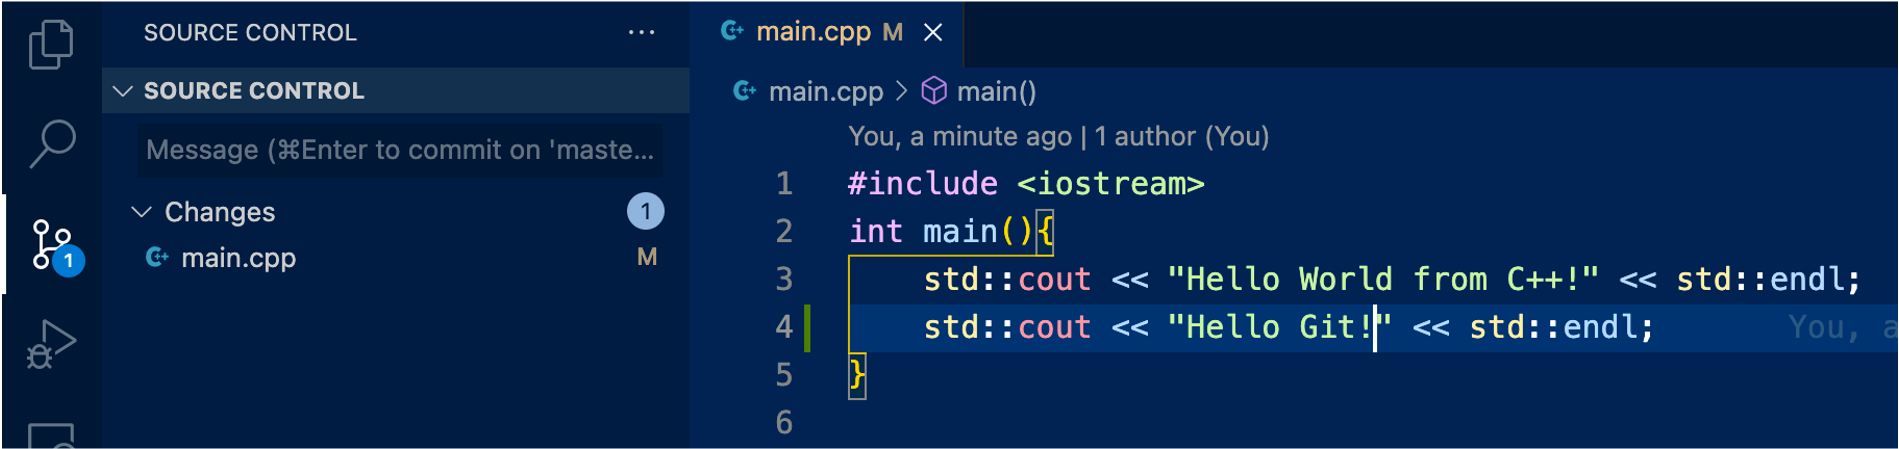 SOURCE CONTROL ...
SOURCE CONTROL
Message (⌘Enter to commit on 'maste...
Changes 1
main.cpp M
1
main.cpp M
main.cpp > main()
You, a minute ago | 1 author (You)
1 #include <iostream>
2 int main(){
3 std::cout << "Hello World from C++!" << std::endl;
4 std::cout << "Hello Git!" << std::endl; You, a
5 }
6